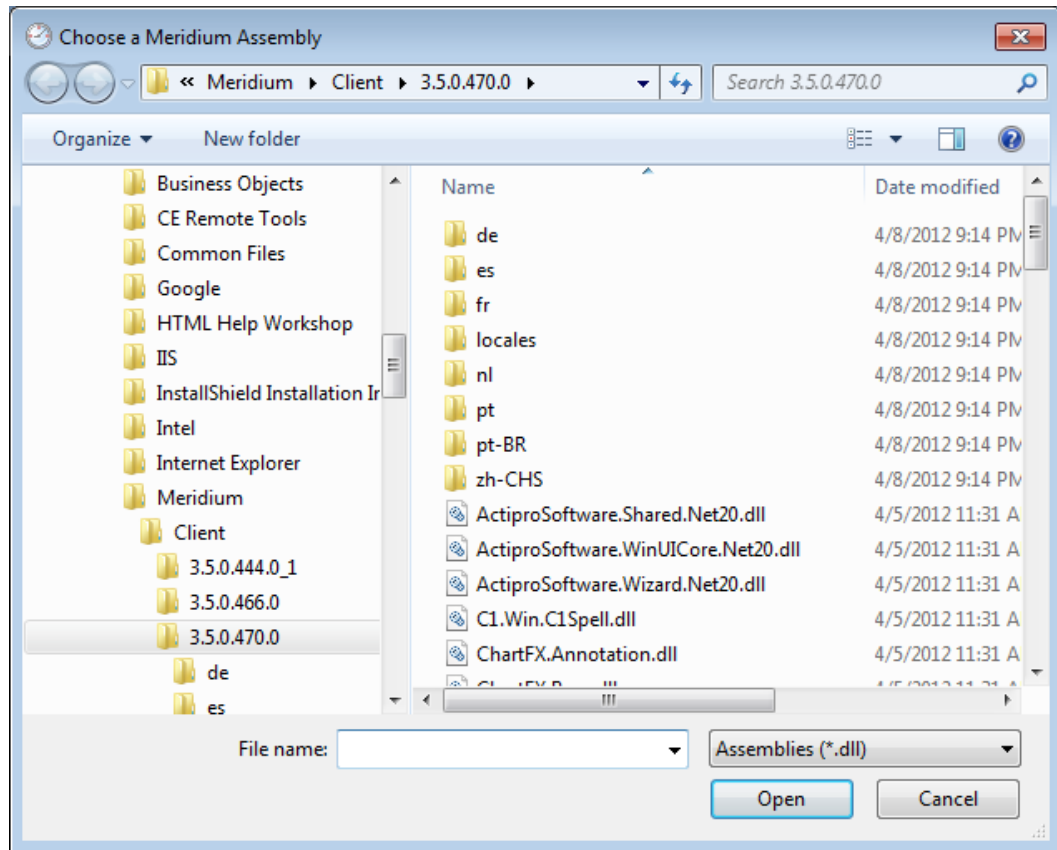 Choose a Meridium Assembly
« Meridium Client 3.5.0.470.0 Search 3.5.0.470.0
Organize New folder
Business Objects
CE Remote Tools
Common Files
Google
HTML Help Workshop
IIS
InstallShield Installation Ir
Intel
Internet Explorer
Meridium
Client
3.5.0.444.0_1
3.5.0.466.0
3.5.0.470.0
de
es
Name Date modified
de 4/8/2012 9:14 PM
es 4/8/2012 9:14 PM
fr 4/8/2012 9:14 PM
locales 4/8/2012 9:14 PM
nl 4/8/2012 9:14 PM
pt 4/8/2012 9:14 PM
pt-BR 4/8/2012 9:14 PM
zh-CHS 4/8/2012 9:14 PM
ActiproSoftware.Shared.Net20.dll 4/5/2012 11:31 A
ActiproSoftware.WinUICore.Net20.dll 4/5/2012 11:31 A
ActiproSoftware.Wizard.Net20.dll 4/5/2012 11:31 A
C1.Win.C1Spell.dll 4/5/2012 11:31 A
ChartFX.Annotation.dll 4/5/2012 11:31 A
File name: Assemblies (*.dll)
Open Cancel